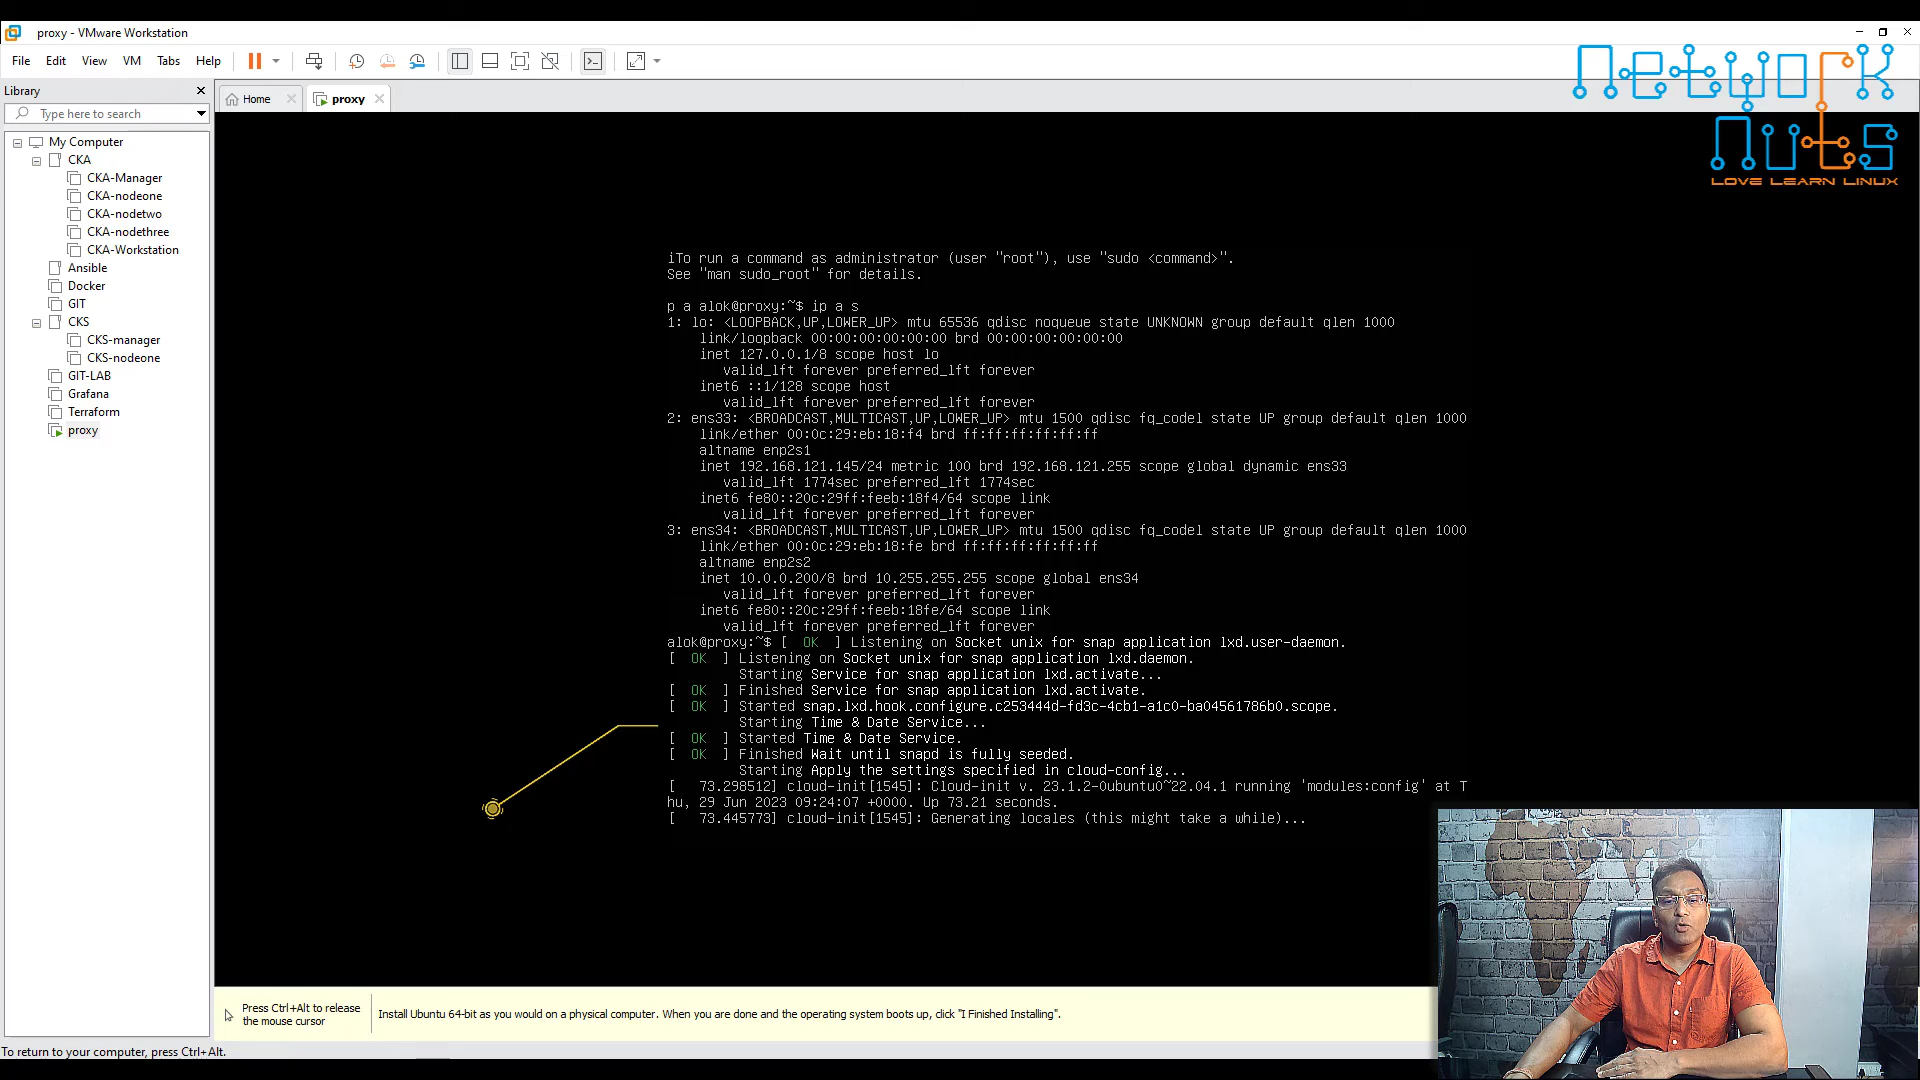 proxy - VMware Workstation
File Edit View VM Tabs Help
Library
Type here to search
My Computer
CKA
CKA-Manager
CKA-nodeone
CKA-nodetwo
CKA-nodethree
CKA-Workstation
Ansible
Docker
GIT
CKS
CKS-manager
CKS-nodeone
GIT-LAB
Grafana
Terraform
proxy
Home proxy
Network
Nuts
LOVE LEARN LINUX
iTo run a command as administrator (user "root"), use "sudo <command>".
See "man sudo_root" for details.
p a alok@proxy:~$ ip a s
1: lo: <LOOPBACK,UP,LOWER_UP> mtu 65536 qdisc noqueue state UNKNOWN group default qlen 1000
link/loopback 00:00:00:00:00:00 brd 00:00:00:00:00:00
inet 127.0.0.1/8 scope host lo
valid_lft forever preferred_lft forever
inet6 ::1/128 scope host
valid_lft forever preferred_lft forever
2: ens33: <BROADCAST,MULTICAST,UP,LOWER_UP> mtu 1500 qdisc fq_codel state UP group default qlen 1000
link/ether 00:0c:29:eb:18:f4 brd ff:ff:ff:ff:ff:ff
altname enp2s1
inet 192.168.121.145/24 metric 100 brd 192.168.121.255 scope global dynamic ens33
valid_lft 1774sec preferred_lft 1774sec
inet6 fe80::20c:29ff:feeb:18f4/64 scope link
valid_lft forever preferred_lft forever
3: ens34: <BROADCAST,MULTICAST,UP,LOWER_UP> mtu 1500 qdisc fq_codel state UP group default qlen 1000
link/ether 00:0c:29:eb:18:fe brd ff:ff:ff:ff:ff:ff
altname enp2s2
inet 10.0.0.200/8 brd 10.255.255.255 scope global ens34
valid_lft forever preferred_lft forever
inet6 fe80::20c:29ff:feeb:18fe/64 scope link
valid_lft forever preferred_lft forever
alok@proxy:~$ [  OK  ] Listening on Socket unix for snap application lxd.user-daemon.
[  OK  ] Listening on Socket unix for snap application lxd.daemon.
Starting Service for snap application lxd.activate...
[  OK  ] Finished Service for snap application lxd.activate.
[  OK  ] Started snap.lxd.hook.configure.c253444d-fd3c-4cb1-a1c0-ba04561786b0.scope.
Starting Time & Date Service...
[  OK  ] Started Time & Date Service.
[  OK  ] Finished Wait until snapd is fully seeded.
Starting Apply the settings specified in cloud-config...
[   73.298512] cloud-init[1545]: Cloud-init v. 23.1.2-0ubuntu0~22.04.1 running 'modules:config' at T
hu, 29 Jun 2023 09:24:07 +0000. Up 73.21 seconds.
[   73.445773] cloud-init[1545]: Generating locales (this might take a while)...
Press Ctrl+Alt to release
the mouse cursor
Install Ubuntu 64-bit as you would on a physical computer. When you are done and the operating system boots up, click "I Finished Installing".
To return to your computer, press Ctrl+Alt.